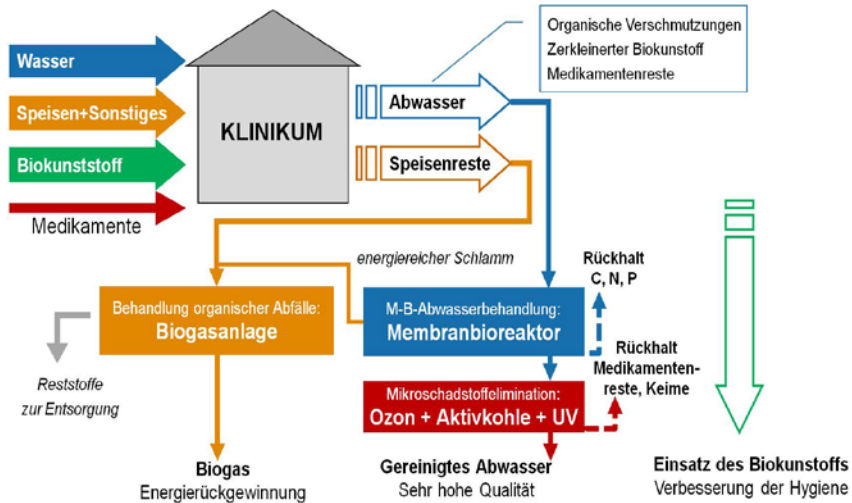 Organische Verschmutzungen
Zerkleinerter Biokunstoff
Medikamentenreste
Wasser
Speisen+Sonstiges
Biokunststoff
Medikamente
KLINIKUM
Abwasser
Speisenreste
energiereicher Schlamm
Rückhalt
C, N, P
Behandlung organischer Abfälle:
Biogasanlage
M-B-Abwasserbehandlung:
Membranbioreaktor
Rückhalt
Medikamenten-
reste, Keime
Reststoffe
zur Entsorgung
Mikroschadstoffelimination:
Ozon + Aktivkohle + UV
Biogas
Energierückgewinnung
Gereinigtes Abwasser
Sehr hohe Qualität
Einsatz des Biokunstoffs
Verbesserung der Hygiene